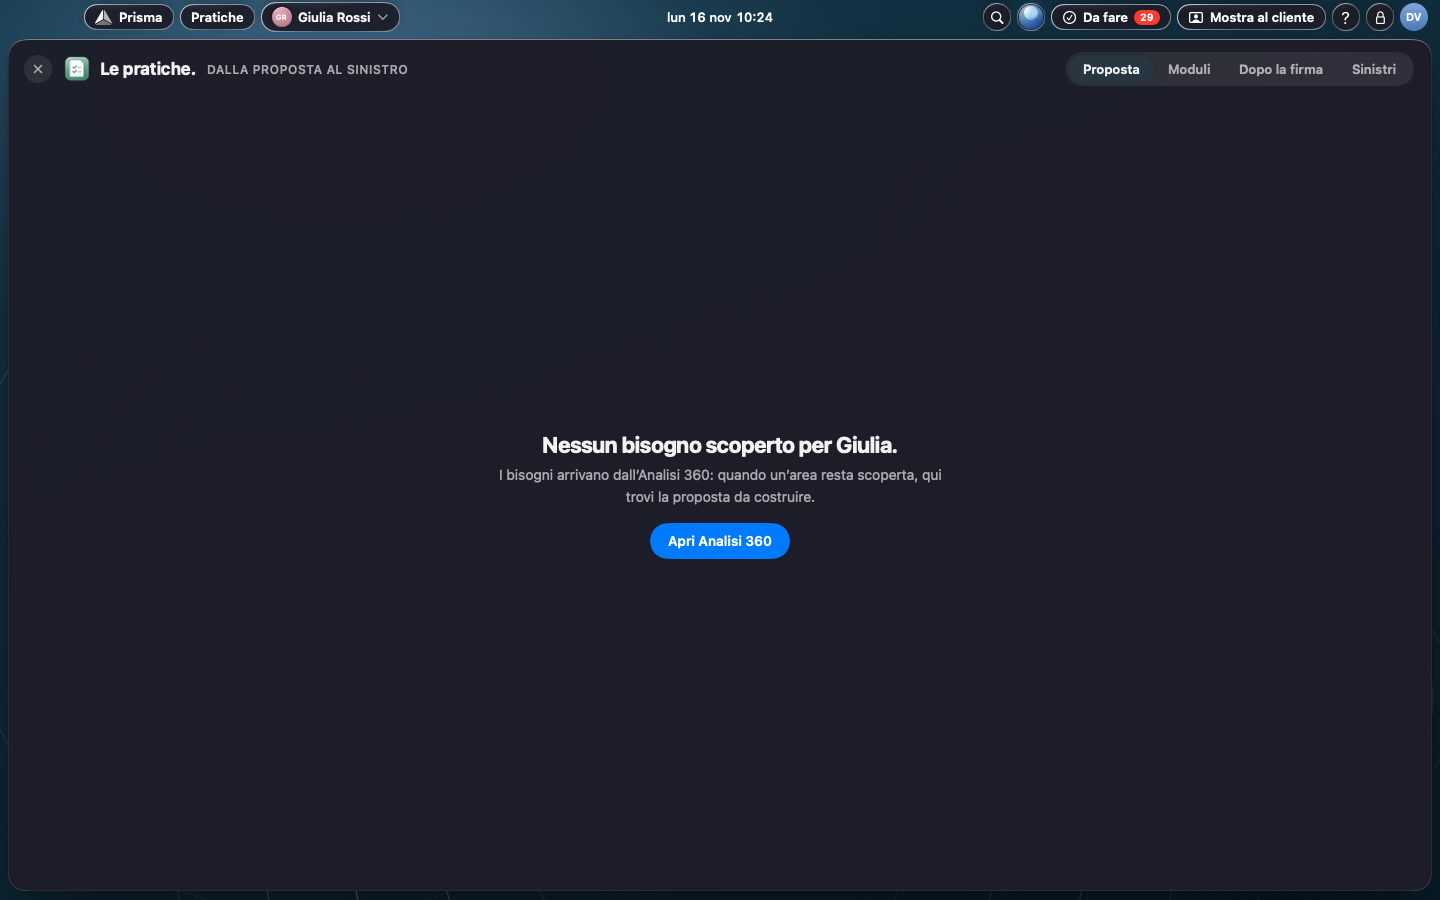 Prisma
Pratiche
GR Giulia Rossi
lun 16 nov 10:24
Da fare 29
Mostra al cliente
?
DV
Le pratiche. DALLA PROPOSTA AL SINISTRO
Proposta Moduli Dopo la firma Sinistri
Nessun bisogno scoperto per Giulia.
I bisogni arrivano dall’Analisi 360: quando un’area resta scoperta, qui
trovi la proposta da costruire.
Apri Analisi 360